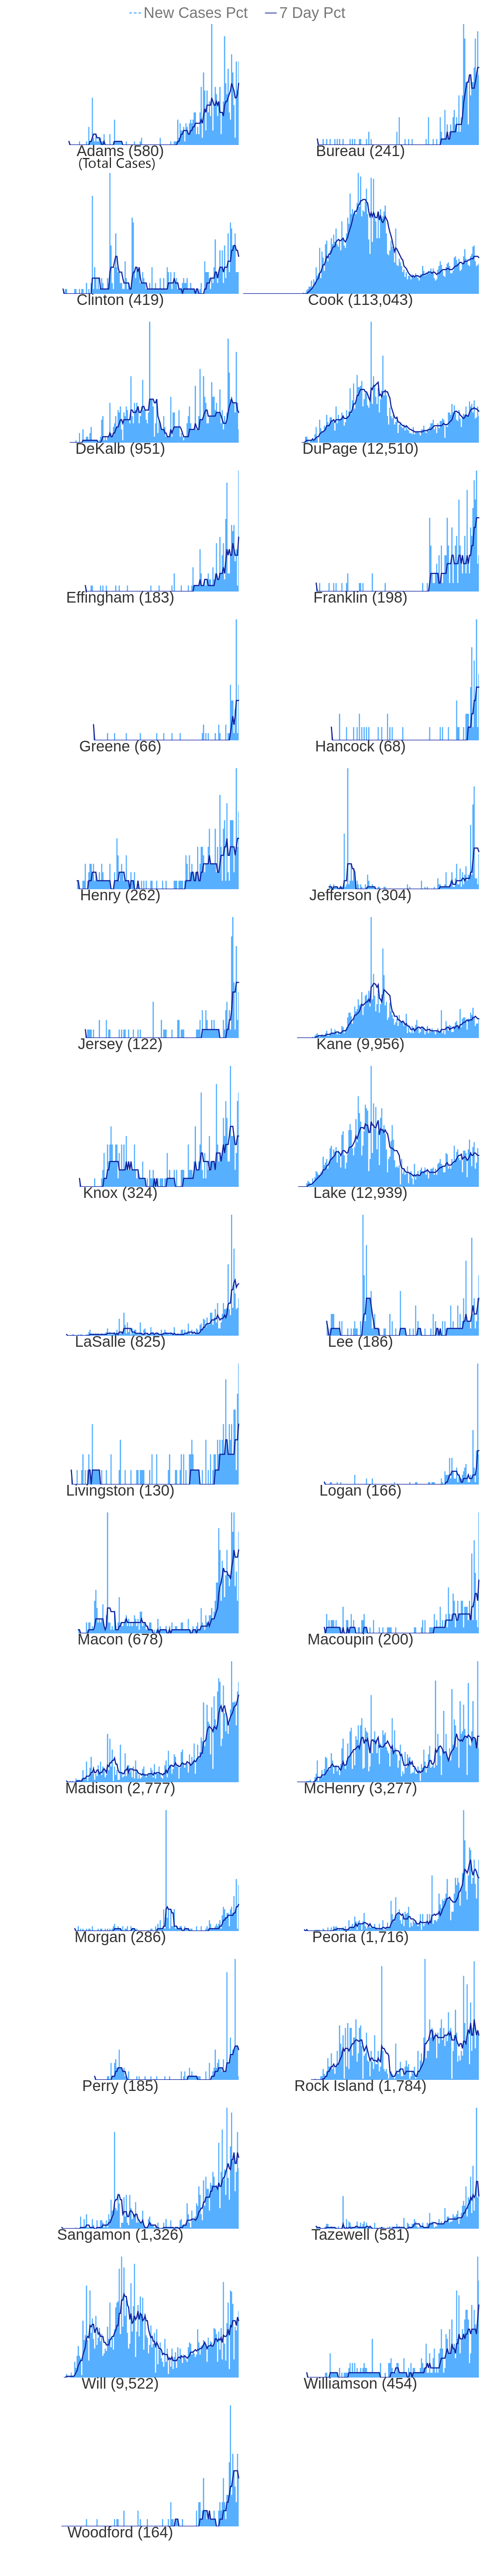 New Cases Pct 7 Day Pct
Adams (580) Bureau (241)
(Total Cases)
Clinton (419) Cook (113,043)
DeKalb (951) DuPage (12,510)
Effingham (183) Franklin (198)
Greene (66) Hancock (68)
Henry (262) Jefferson (304)
Jersey (122) Kane (9,956)
Knox (324) Lake (12,939)
LaSalle (825) Lee (186)
Livingston (130) Logan (166)
Macon (678) Macoupin (200)
Madison (2,777) McHenry (3,277)
Morgan (286) Peoria (1,716)
Perry (185) Rock Island (1,784)
Sangamon (1,326) Tazewell (581)
Will (9,522) Williamson (454)
Woodford (164)